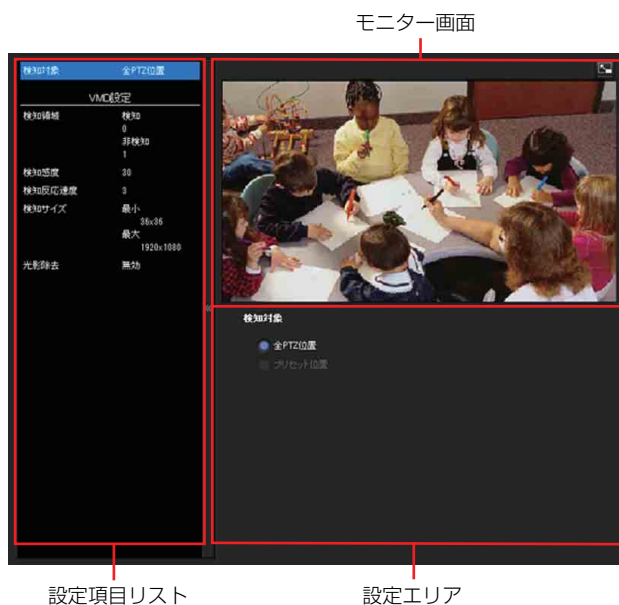 モニター画面
検知対象 全PTZ位置
VMD設定
検知領域 検知
0
非検知
1
検知感度 30
検知反応速度 3
検知サイズ 最小
36x36
最大
1920x1080
光影除去 無効
検知対象
全PTZ位置
プリセット位置
設定項目リスト 設定エリア